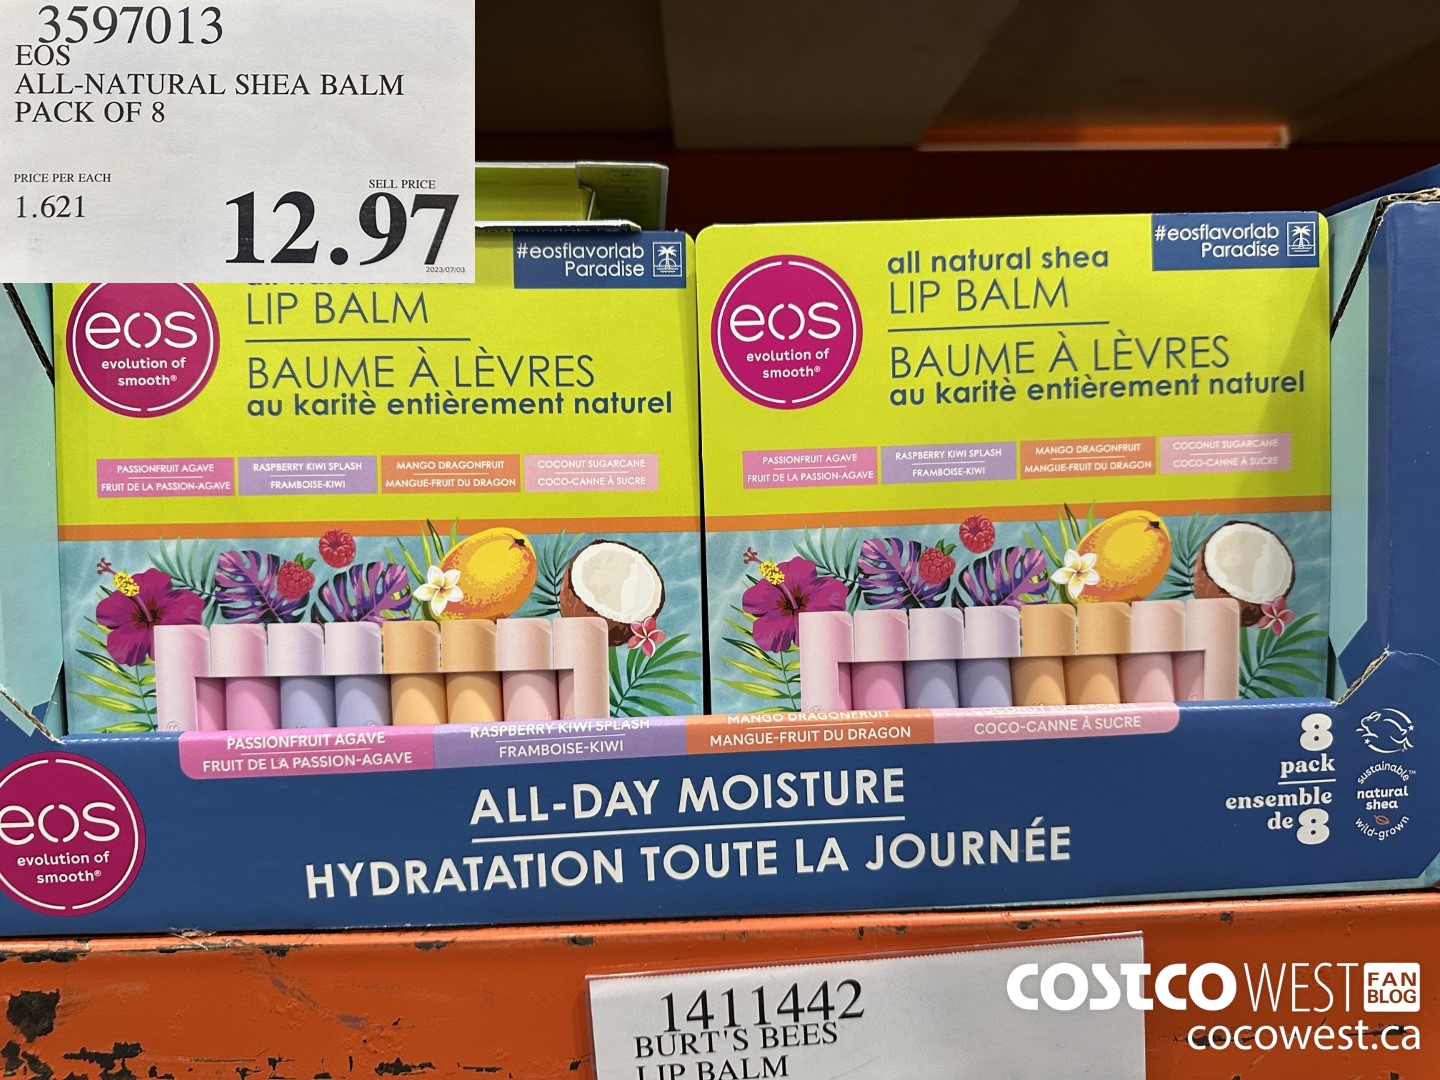 3597013
EOS
ALL-NATURAL SHEA BALM
PACK OF 8
PRICE PER EACH
1.621
SELL PRICE
12.97
2023/07/03
#eosflavorlab
Paradise
eos
evolution of
smooth®
LIP BALM
BAUME À LÈVRES
au karitè entièrement naturel
PASSIONFRUIT AGAVE
FRUIT DE LA PASSION-AGAVE
RASPBERRY KIWI SPLASH
FRAMBOISE-KIWI
MANGO DRAGONFRUIT
MANGUE-FRUIT DU DRAGON
COCONUT SUGARCANE
COCO-CANNE À SUCRE
#eosflavorlab
Paradise
eos
evolution of
smooth®
all natural shea
LIP BALM
BAUME À LÈVRES
au karitè entièrement naturel
PASSIONFRUIT AGAVE
FRUIT DE LA PASSION-AGAVE
RASPBERRY KIWI SPLASH
FRAMBOISE-KIWI
MANGO DRAGONFRUIT
MANGUE-FRUIT DU DRAGON
COCONUT SUGARCANE
COCO-CANNE À SUCRE
PASSIONFRUIT AGAVE
FRUIT DE LA PASSION-AGAVE
RASPBERRY KIWI SPLASH
FRAMBOISE-KIWI
MANGO DRAGONFRUIT
MANGUE-FRUIT DU DRAGON
COCONUT SUGARCANE
COCO-CANNE À SUCRE
eos
evolution of
smooth®
ALL-DAY MOISTURE
HYDRATATION TOUTE LA JOURNÉE
8
pack
ensemble
de 8
sustainable™
natural
shea
wild-grown
1411442
BURT'S BEES
LIP BALM
COSTCO WEST FAN BLOG
cocowest.ca